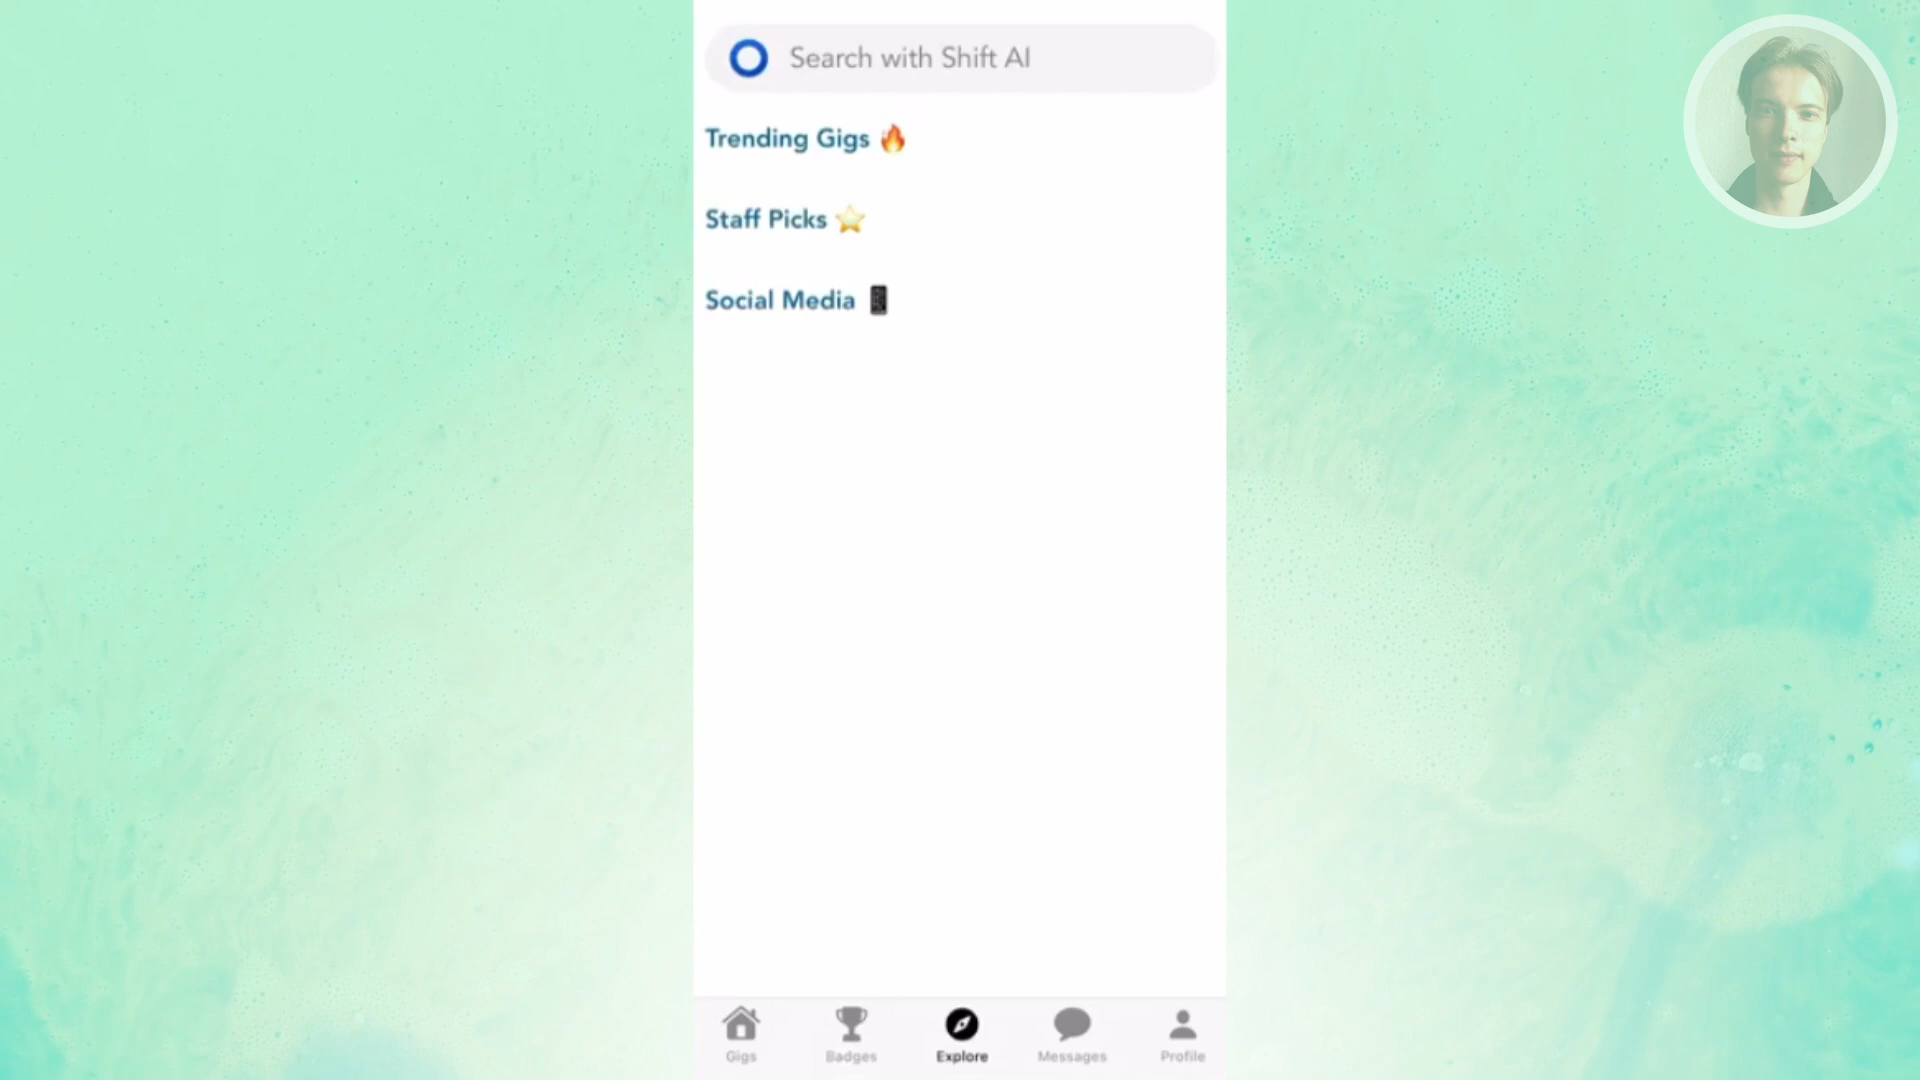 Search with Shift AI
Trending Gigs 🔥
Staff Picks ⭐
Social Media 📱
Gigs
Badges
Explore
Messages
Profile